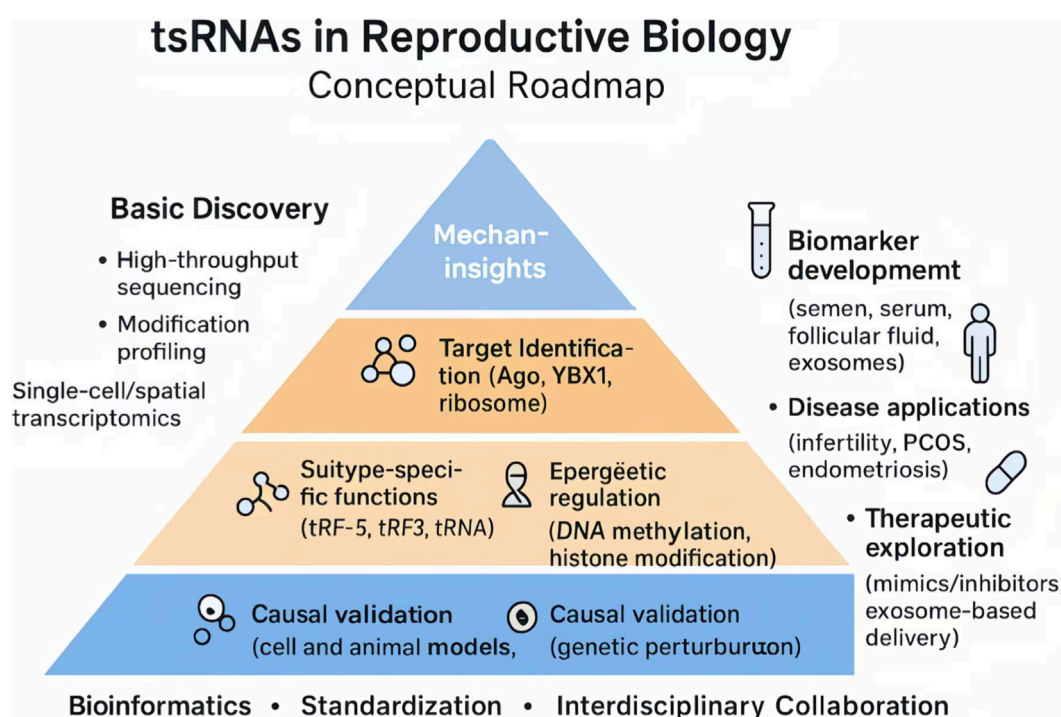 tsRNAs in Reproductive Biology
Conceptual Roadmap
Basic Discovery
• High-throughput
sequencing
• Modification
profiling
Single-cell/spatial
transcriptomics
Mechan-
insights
Target Identifica-
tion (Ago, YBX1,
ribosome)
Suitype-speci-
fic functions
(tRF-5, tRF3, tRNA)
Epergëetic
regulation
(DNA methylation,
histone modification)
Causal validation
(cell and animal models,
Causal validation
(genetic perturburuon)
Biomarker
developmemt
(semen, serum,
follicular fluid,
exosomes)
• Disease applications
(infertility, PCOS,
endometriosis)
• Therapeutic
exploration
(mimics/inhibitors
exosome-based
delivery)
Bioinformatics • Standardization • Interdisciplinary Collaboration